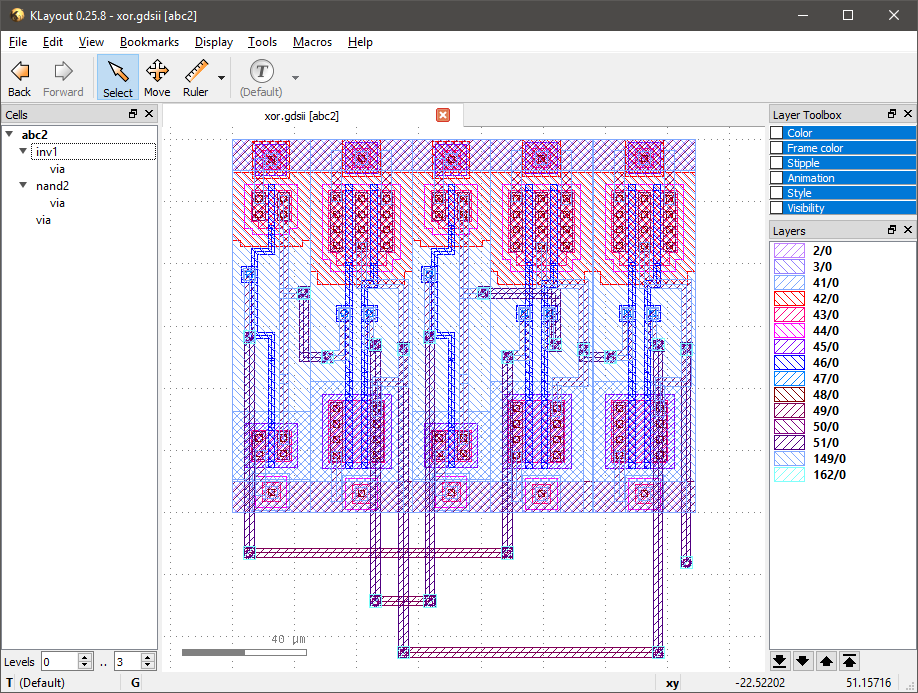 KLayout 0.25.8 - xor.gdsii [abc2]
File Edit View Bookmarks Display Tools Macros Help
Back Forward Select Move Ruler T (Default)
Cells
abc2
inv1
via
nand2
via
via
Levels 0 .. 3
xor.gdsii [abc2]
40 µm
Layer Toolbox
Color
Frame color
Stipple
Animation
Style
Visibility
Layers
2/0
3/0
41/0
42/0
43/0
44/0
45/0
46/0
47/0
48/0
49/0
50/0
51/0
149/0
162/0
T (Default) G xy -22.52202 51.15716